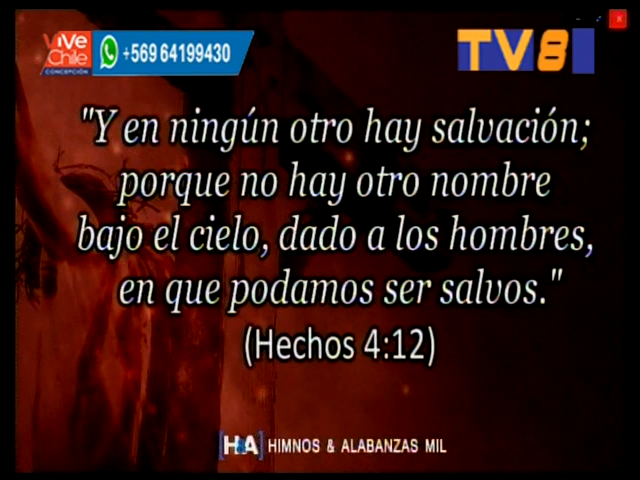 ViVe
Chile
CONCEPCIÓN
+569 64199430
TV8
"Y en ningún otro hay salvación;
porque no hay otro nombre
bajo el cielo, dado a los hombres,
en que podamos ser salvos."
(Hechos 4:12)
[H&A] HIMNOS & ALABANZAS MIL